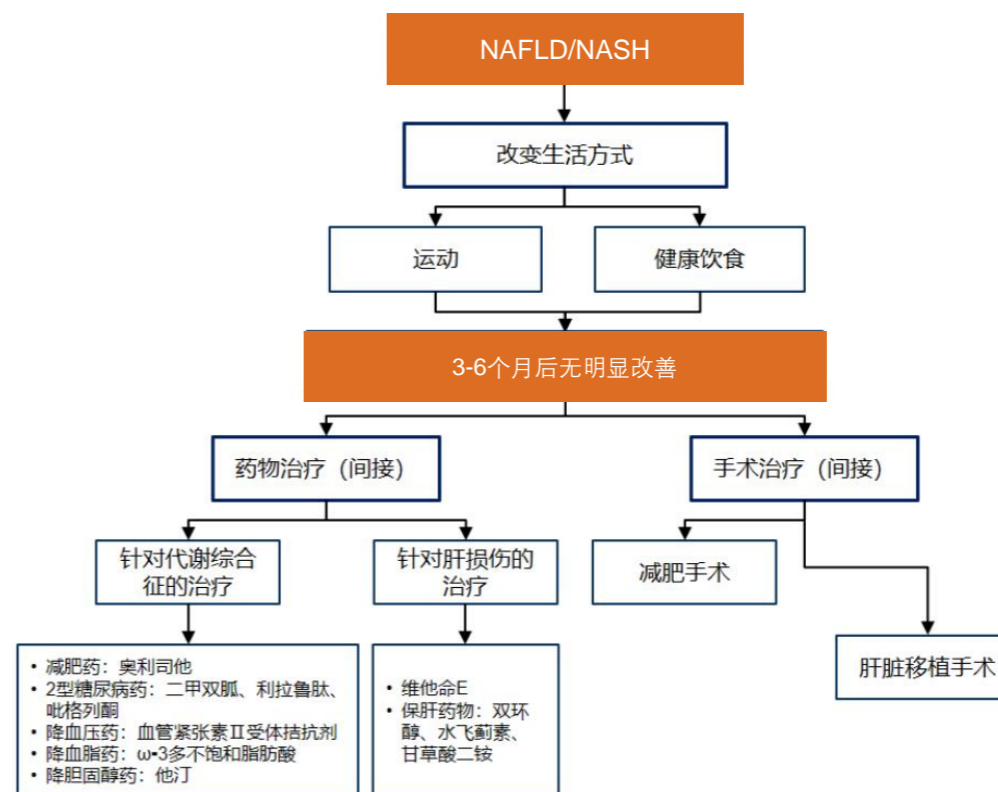 NAFLD/NASH
改变生活方式
运动
健康饮食
3-6个月后无明显改善
药物治疗（间接）
手术治疗（间接）
针对代谢综合
征的治疗
针对肝损伤的
治疗
减肥手术
肝脏移植手术
• 减肥药：奥利司他
• 2型糖尿病药：二甲双胍、利拉鲁肽、
吡格列酮
• 降血压药：血管紧张素Ⅱ受体拮抗剂
• 降血脂药：ω-3多不饱和脂肪酸
• 降胆固醇药：他汀
• 维他命E
• 保肝药物：双环
醇、水飞蓟素、
甘草酸二铵